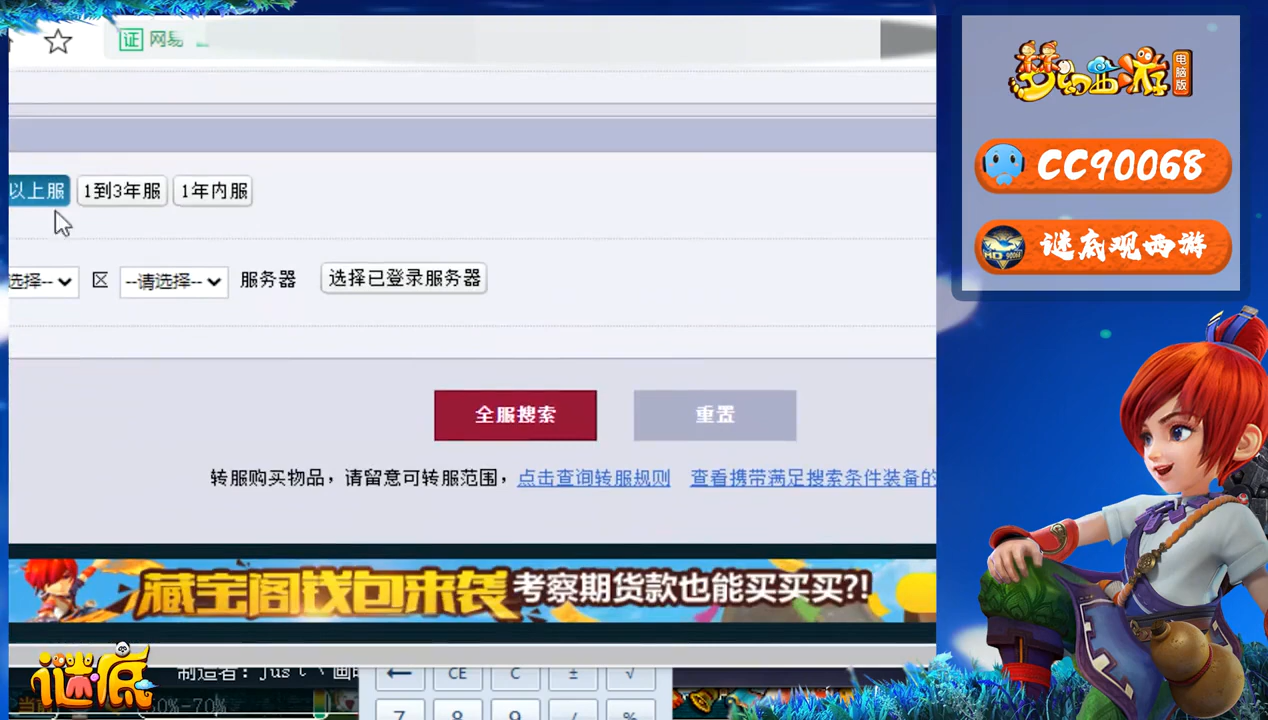 证 网易
梦幻西游
电脑版
CC90068
谜底观西游
HD 90068
以上服 1到3年服 1年内服
选择-- 区 --请选择-- 服务器 选择已登录服务器
全服搜索 重置
转服购买物品，请留意可转服范围， 点击查询转服规则 查看携带满足搜索条件装备的
藏宝阁钱包来袭 考察期货款也能买买买?!
谜底
制造者：
← CE C ± √
7 8 9 / %
0%-70%